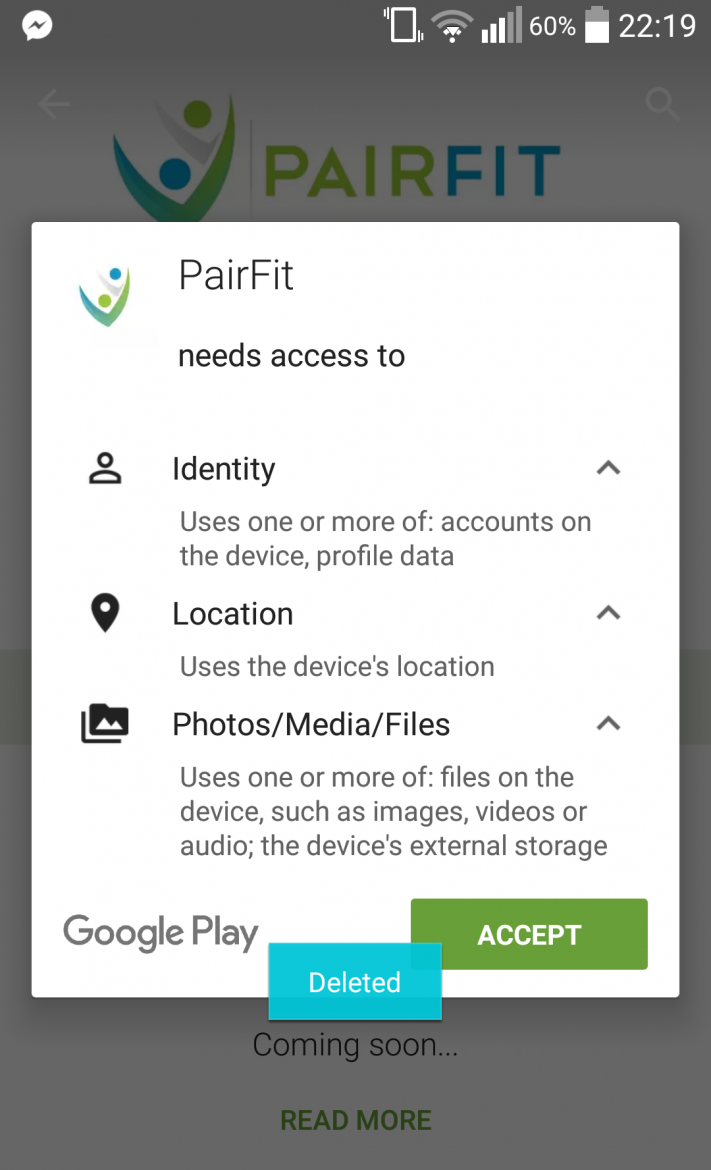 60% 22:19
PAIRFIT
PairFit
needs access to
Identity
Uses one or more of: accounts on
the device, profile data
Location
Uses the device's location
Photos/Media/Files
Uses one or more of: files on the
device, such as images, videos or
audio; the device's external storage
Google Play
ACCEPT
Deleted
Coming soon...
READ MORE